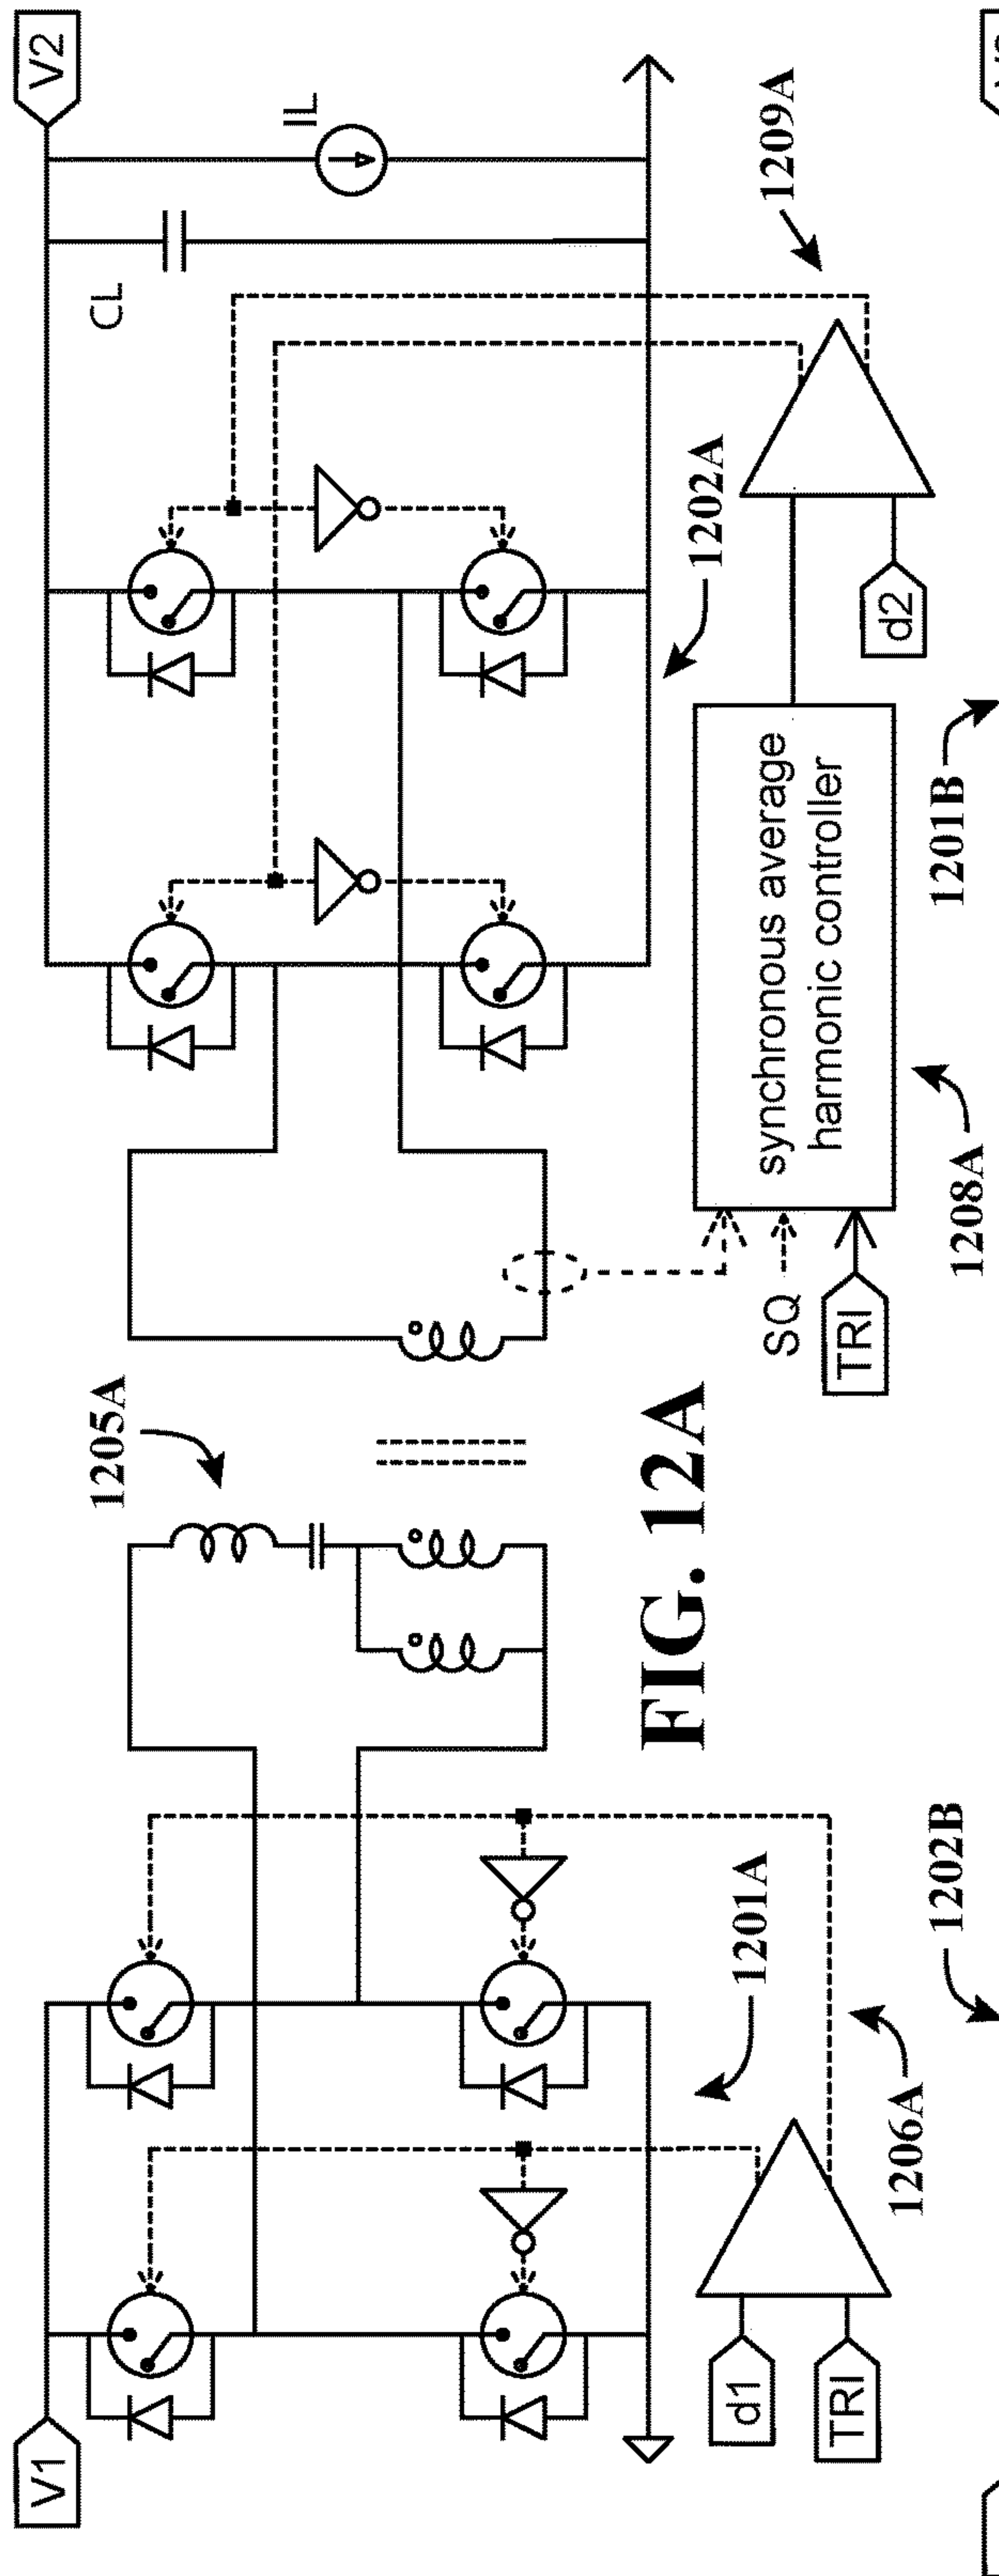 V1
V2
CL
IL
1205A
1201A
1206A
d1
TRI
FIG. 12A
SQ
TRI
synchronous average
harmonic controller
1208A
1202A
d2
1209A
1202B
1201B